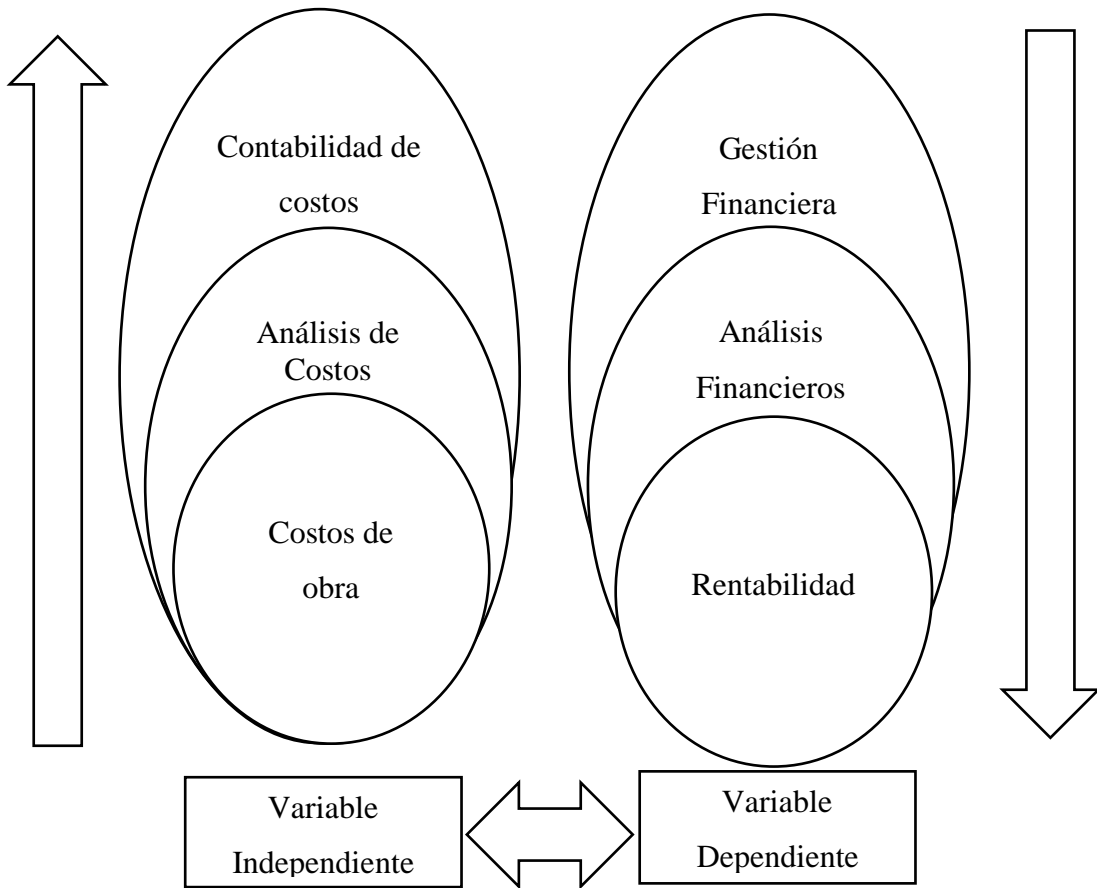 Contabilidad de
costos
Análisis de
Costos
Costos de
obra
Gestión
Financiera
Análisis
Financieros
Rentabilidad
Variable
Independiente
Variable
Dependiente